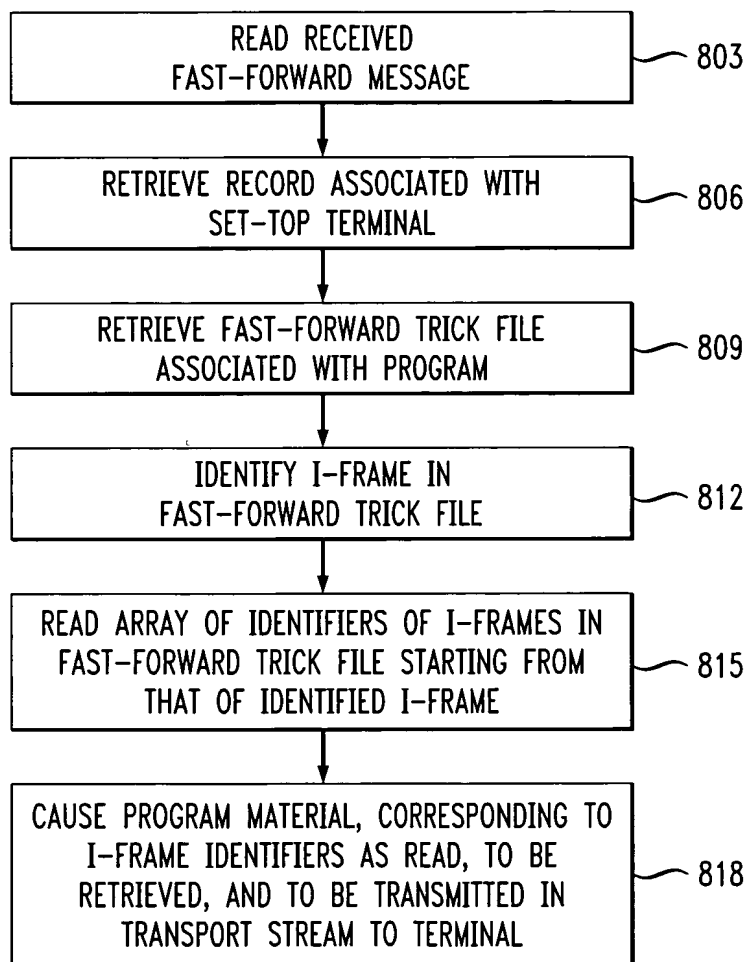 READ RECEIVED
FAST-FORWARD MESSAGE
803
RETRIEVE RECORD ASSOCIATED WITH
SET-TOP TERMINAL
806
RETRIEVE FAST-FORWARD TRICK FILE
ASSOCIATED WITH PROGRAM
809
IDENTIFY I-FRAME IN
FAST-FORWARD TRICK FILE
812
READ ARRAY OF IDENTIFIERS OF I-FRAMES IN
FAST-FORWARD TRICK FILE STARTING FROM
THAT OF IDENTIFIED I-FRAME
815
CAUSE PROGRAM MATERIAL, CORRESPONDING TO
I-FRAME IDENTIFIERS AS READ, TO BE
RETRIEVED, AND TO BE TRANSMITTED IN
TRANSPORT STREAM TO TERMINAL
818